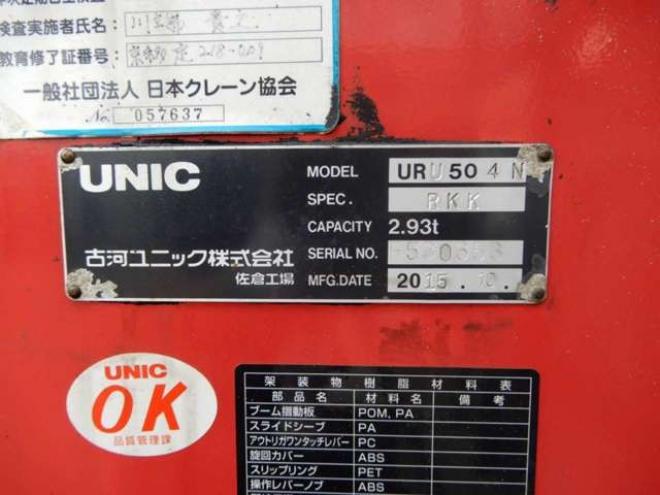 検査実施者氏名:
教育修了証番号:
一般社団法人 日本クレーン協会
No. 057637
UNIC
古河ユニック株式会社
佐倉工場
MODEL URU504N
SPEC. RKK
CAPACITY 2.93t
SERIAL NO.
MFG.DATE 2015.10.
UNIC
OK
品質管理課
架装物樹脂材料表
部品名 材料名 備考
ブーム摺動板 POM, PA
スライドシーブ PA
アウトリガワンタッチレバー PC
旋回カバー ABS
スリップリング PET
操作レバーノブ ABS